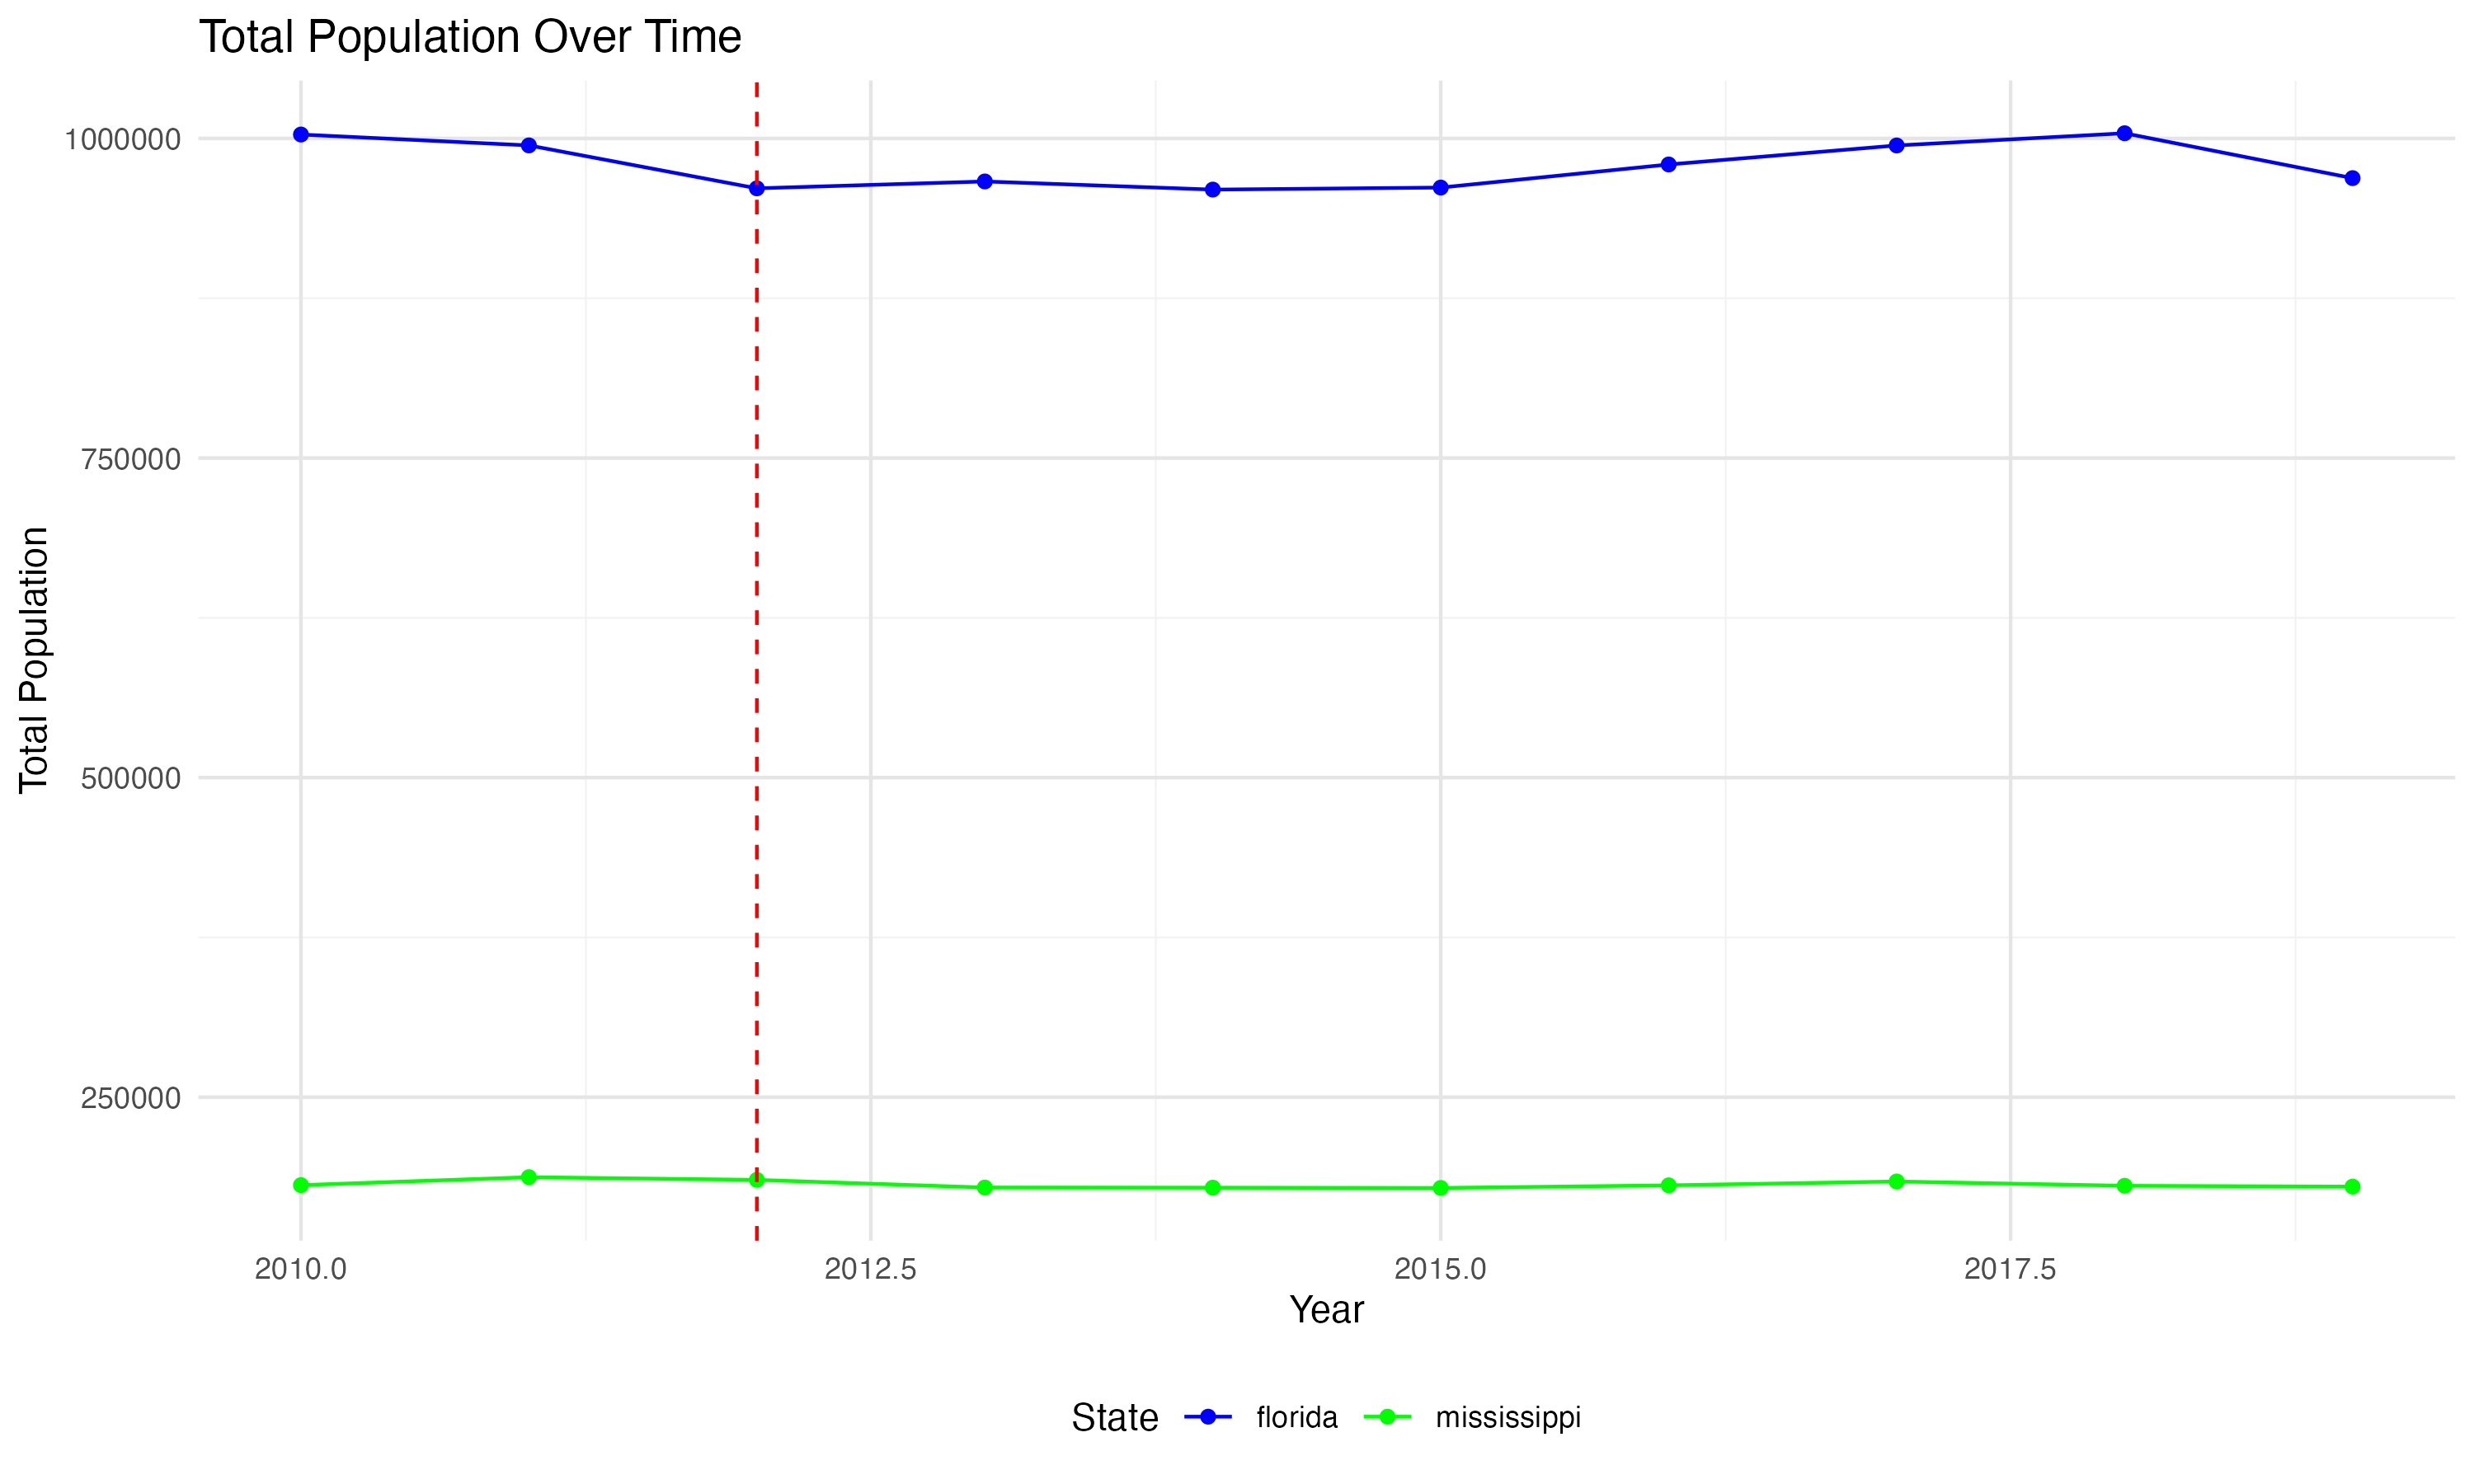 Total Population Over Time
Total Population
1000000
750000
500000
250000
2010.0 2012.5 2015.0 2017.5
Year
State florida mississippi